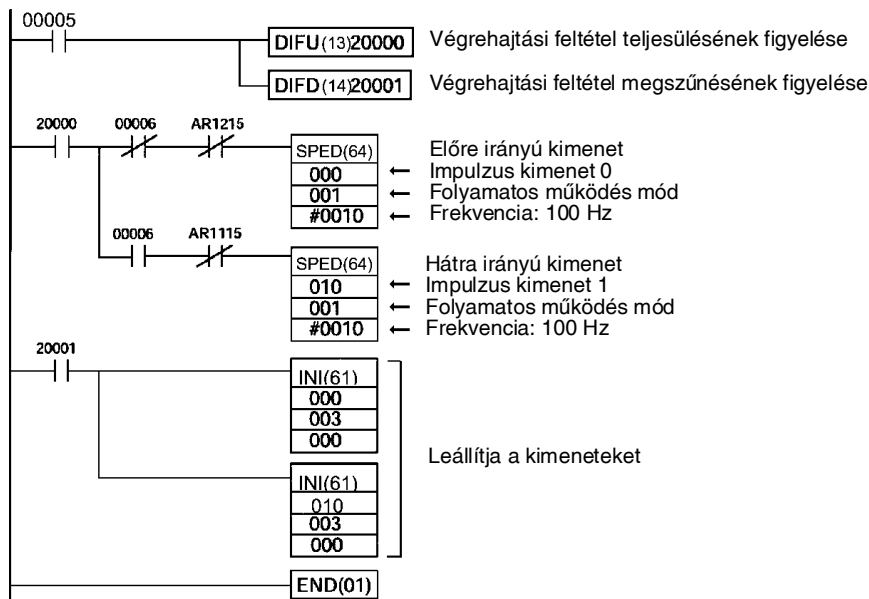 00005
DIFU(13)20000 Végrehajtási feltétel teljesülésének figyelése
DIFD(14)20001 Végrehajtási feltétel megszűnésének figyelése
20000 00006 AR1215
SPED(64) Előre irányú kimenet
000 ← Impulzus kimenet 0
001 ← Folyamatos működés mód
#0010 ← Frekvencia: 100 Hz
00006 AR1115
SPED(64) Hátra irányú kimenet
010 ← Impulzus kimenet 1
001 ← Folyamatos működés mód
#0010 ← Frekvencia: 100 Hz
20001
INI(61)
000
003
000
Leállítja a kimeneteket
INI(61)
010
003
000
END(01)